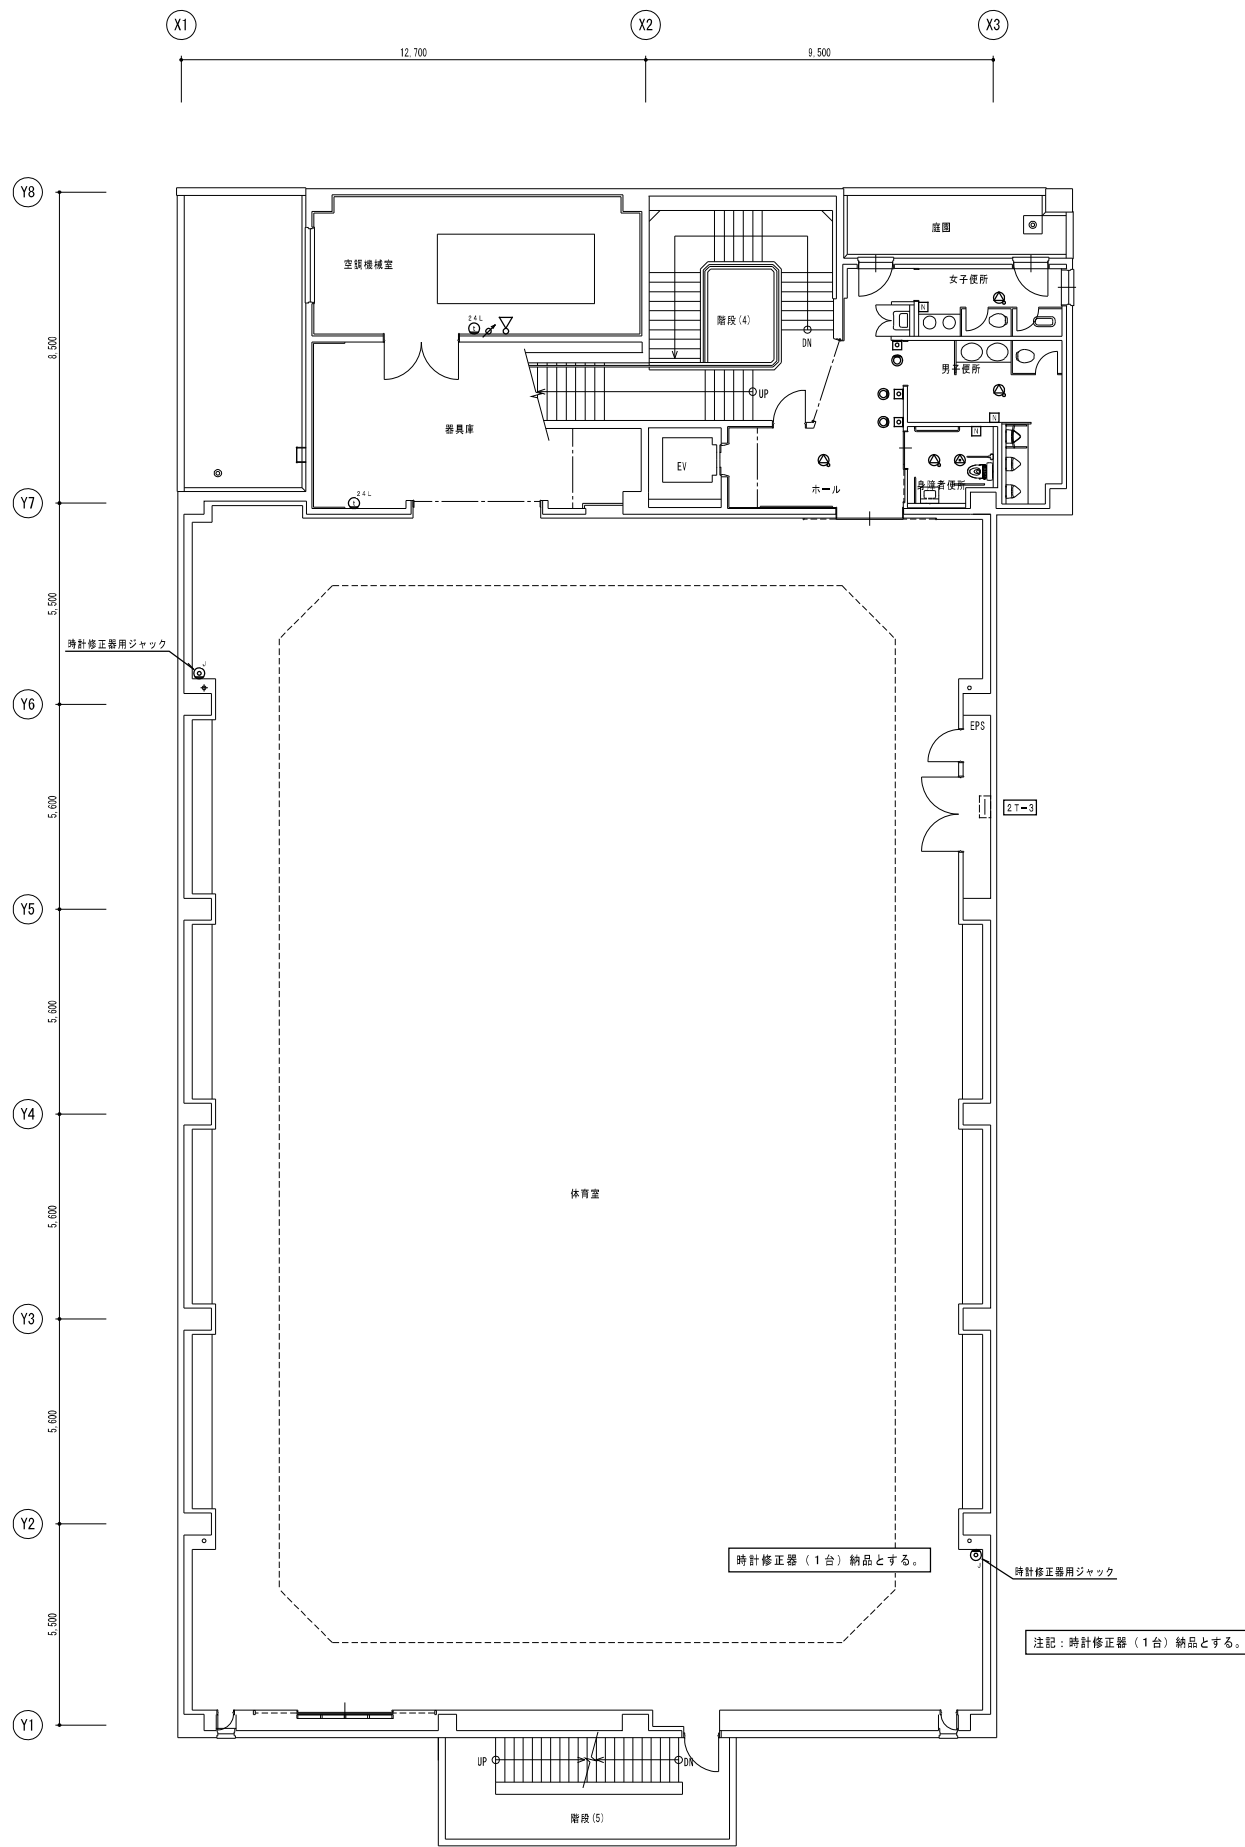 X1
X2
X3
12,700
9,500
Y8
庭園
女子便所
空調機械室
24L
N
階段(4)
8,500
DN
男子便所
UP
N
器具庫
N
EV
身障者便所
ホール
24L
Y7
5,500
時計修正器用ジャック
J
Y6
EPS
5,600
2T-3
Y5
5,600
Y4
体育室
5,600
Y3
5,600
Y2
時計修正器（1台）納品とする。
J
時計修正器用ジャック
5,500
注記：時計修正器（1台）納品とする。
Y1
UP
DN
階段(5)